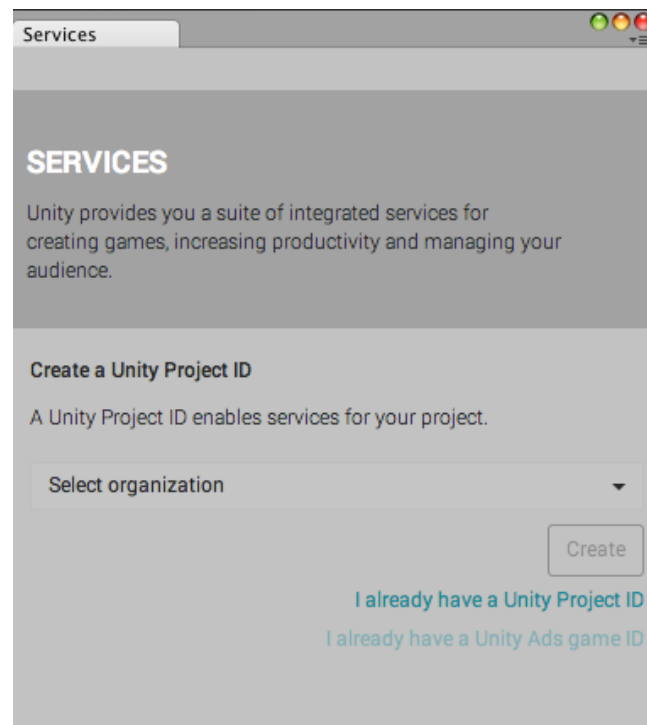 Services
SERVICES
Unity provides you a suite of integrated services for
creating games, increasing productivity and managing your
audience.
Create a Unity Project ID
A Unity Project ID enables services for your project.
Select organization
Create
I already have a Unity Project ID
I already have a Unity Ads game ID